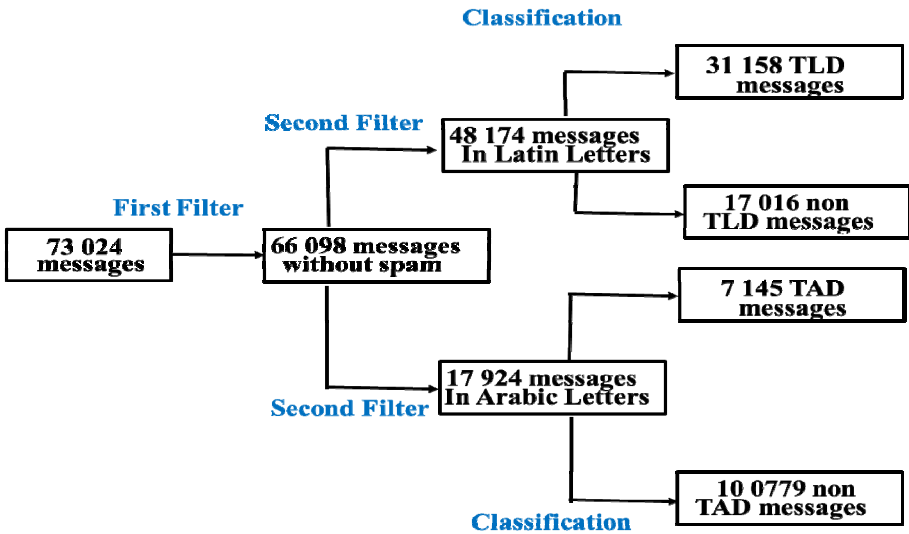 Classification
31 158 TLD
messages
Second Filter
48 174 messages
In Latin Letters
First Filter
17 016 non
TLD messages
73 024
messages
66 098 messages
without spam
7 145 TAD
messages
17 924 messages
In Arabic Letters
Second Filter
10 0779 non
TAD messages
Classification